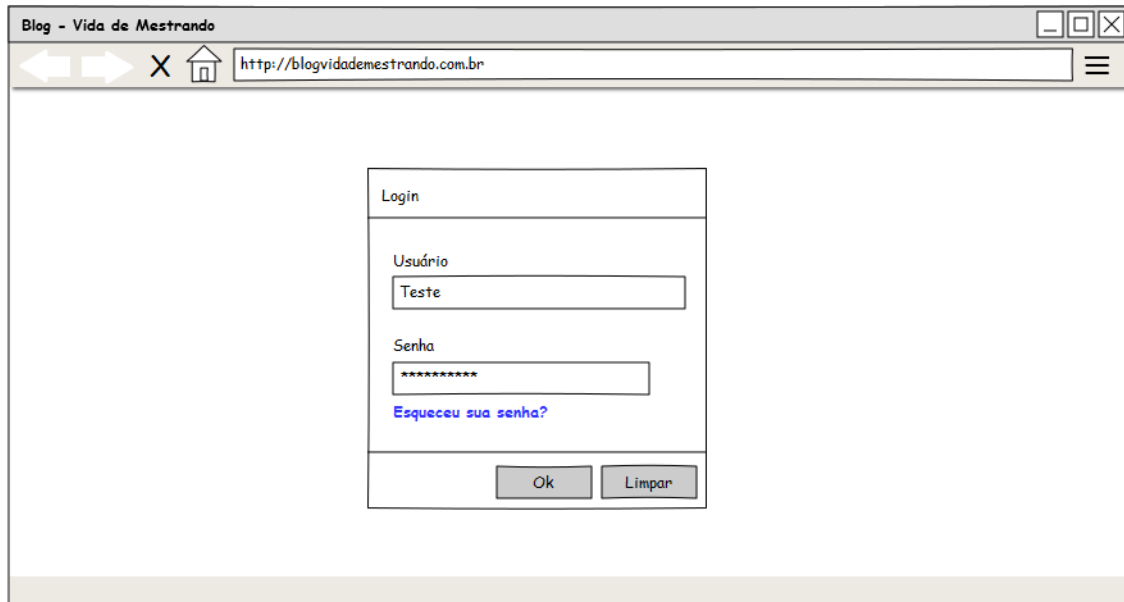 Blog - Vida de Mestrando
http://blogvidademestrando.com.br
Login
Usuário
Teste
Senha
**********
Esqueceu sua senha?
Ok Limpar